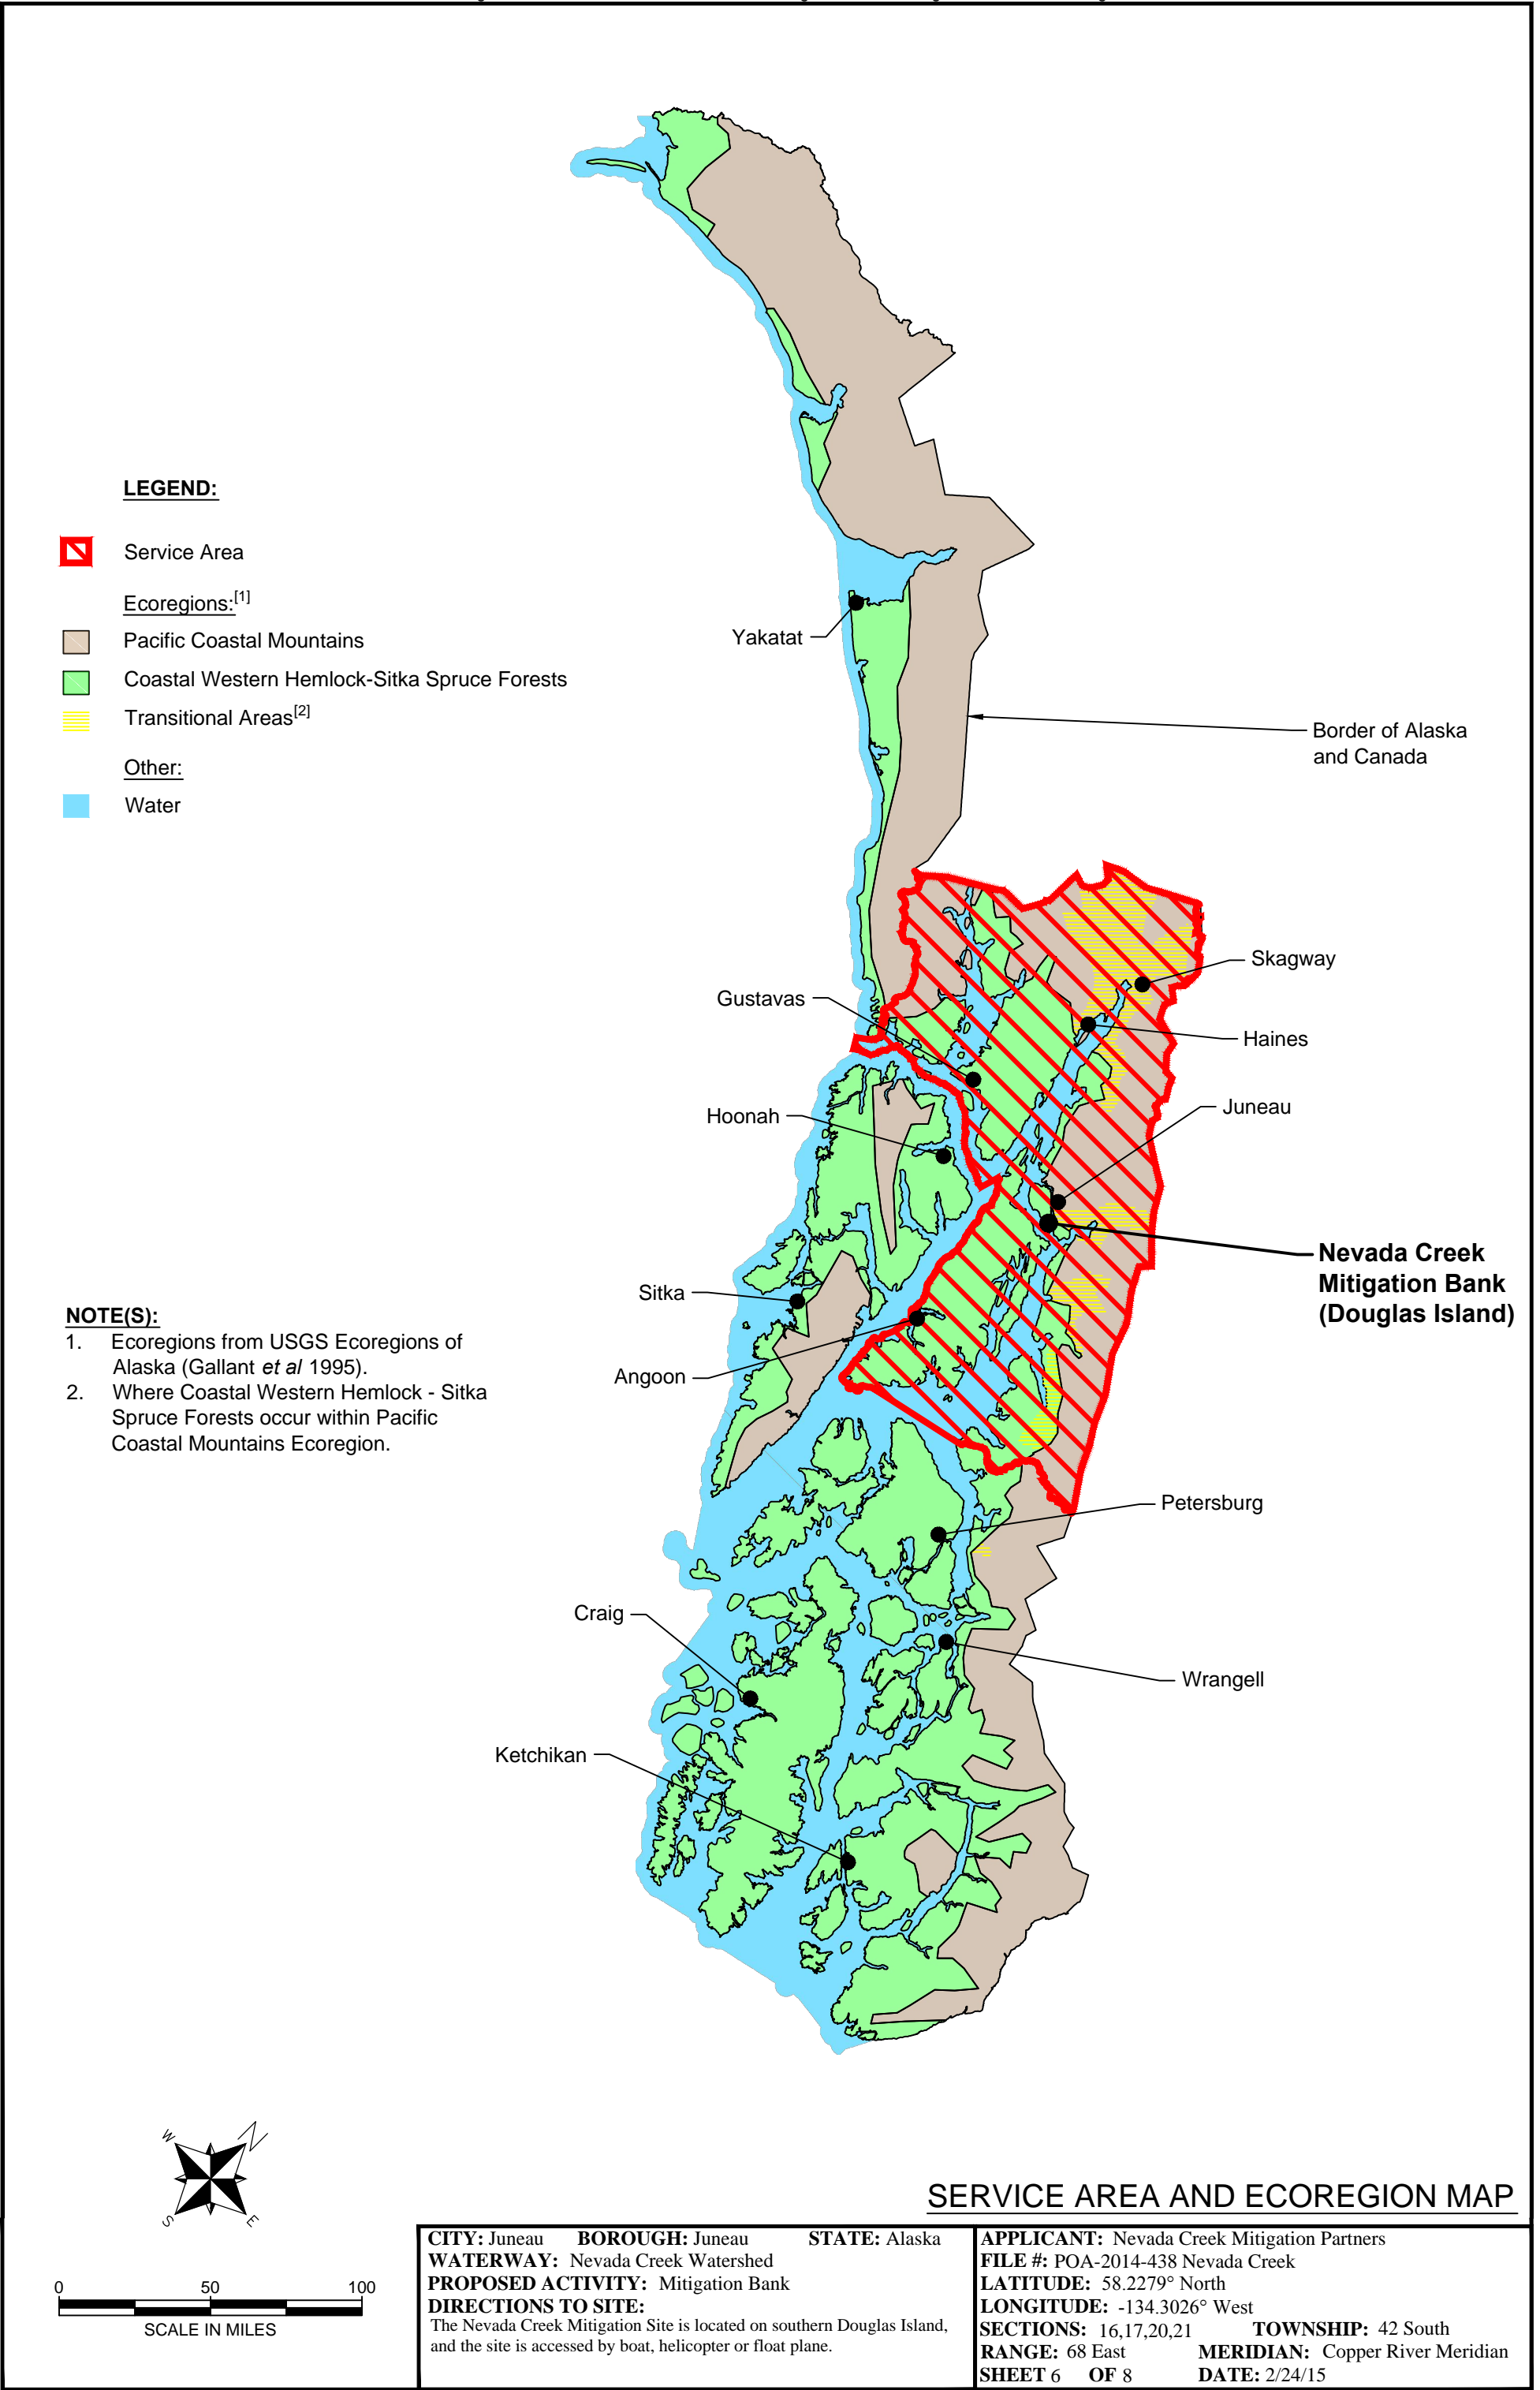 LEGEND:
Service Area
Ecoregions:[1]
Pacific Coastal Mountains
Coastal Western Hemlock-Sitka Spruce Forests
Transitional Areas[2]
Other:
Water
Yakatat
Border of Alaska
and Canada
Skagway
Gustavas
Haines
Hoonah
Juneau
Nevada Creek
Mitigation Bank
(Douglas Island)
Sitka
Angoon
NOTE(S):
1. Ecoregions from USGS Ecoregions of
Alaska (Gallant et al 1995).
2. Where Coastal Western Hemlock - Sitka
Spruce Forests occur within Pacific
Coastal Mountains Ecoregion.
Petersburg
Craig
Wrangell
Ketchikan
W N
S E
0 50 100
SCALE IN MILES
SERVICE AREA AND ECOREGION MAP
CITY: Juneau BOROUGH: Juneau STATE: Alaska
WATERWAY: Nevada Creek Watershed
PROPOSED ACTIVITY: Mitigation Bank
DIRECTIONS TO SITE:
The Nevada Creek Mitigation Site is located on southern Douglas Island,
and the site is accessed by boat, helicopter or float plane.
APPLICANT: Nevada Creek Mitigation Partners
FILE #: POA-2014-438 Nevada Creek
LATITUDE: 58.2279° North
LONGITUDE: -134.3026° West
SECTIONS: 16,17,20,21 TOWNSHIP: 42 South
RANGE: 68 East MERIDIAN: Copper River Meridian
SHEET 6 OF 8 DATE: 2/24/15